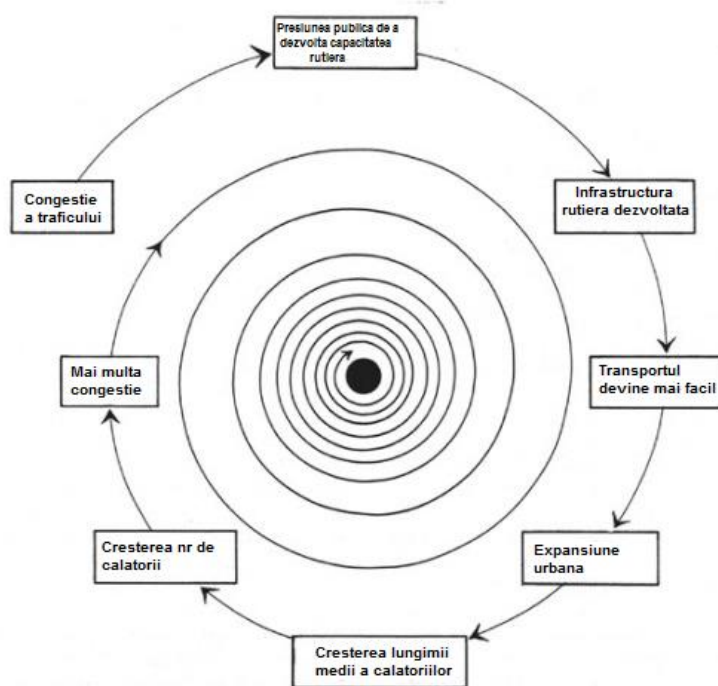 Presiunea publica de a
dezvolta capacitatea
rutiera
Infrastructura
rutiera dezvoltata
Transportul
devine mai facil
Expansiune
urbana
Cresterea lungimii
medii a calatoriilor
Cresterea nr de
calatorii
Mai multa
congestie
Congestie
a traficului